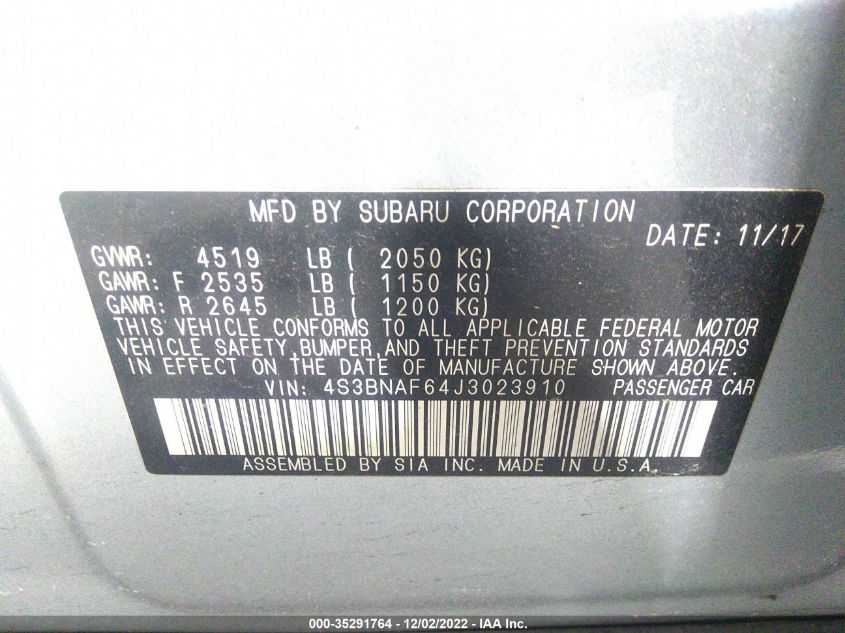 MFD BY SUBARU CORPORATION
DATE: 11/17
GVWR: 4519 LB ( 2050 KG)
GAWR: F 2535 LB ( 1150 KG)
GAWR: R 2645 LB ( 1200 KG)
THIS VEHICLE CONFORMS TO ALL APPLICABLE FEDERAL MOTOR
VEHICLE SAFETY,BUMPER,AND THEFT PREVENTION STANDARDS
IN EFFECT ON THE DATE OF MANUFACTURE SHOWN ABOVE.
VIN: 4S3BNAF64J3023910 PASSENGER CAR
ASSEMBLED BY SIA INC. MADE IN U.S.A.
000-35291764 - 12/02/2022 - IAA Inc.